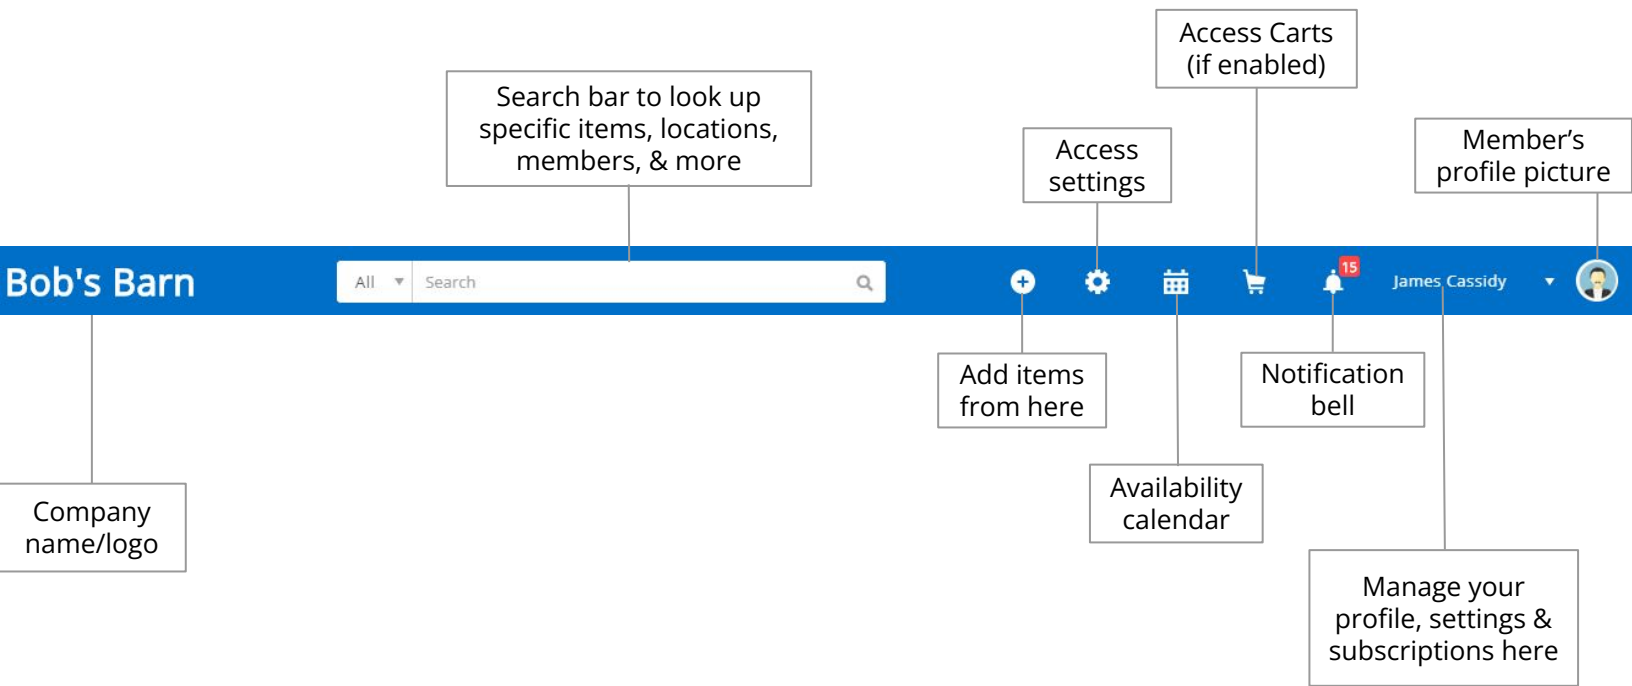 Access Carts
(if enabled)
Search bar to look up
specific items, locations,
members, & more
Access
settings
Member’s
profile picture
Bob's Barn
All
Search
15
James Cassidy
Add items
from here
Notification
bell
Availability
calendar
Company
name/logo
Manage your
profile, settings &
subscriptions here